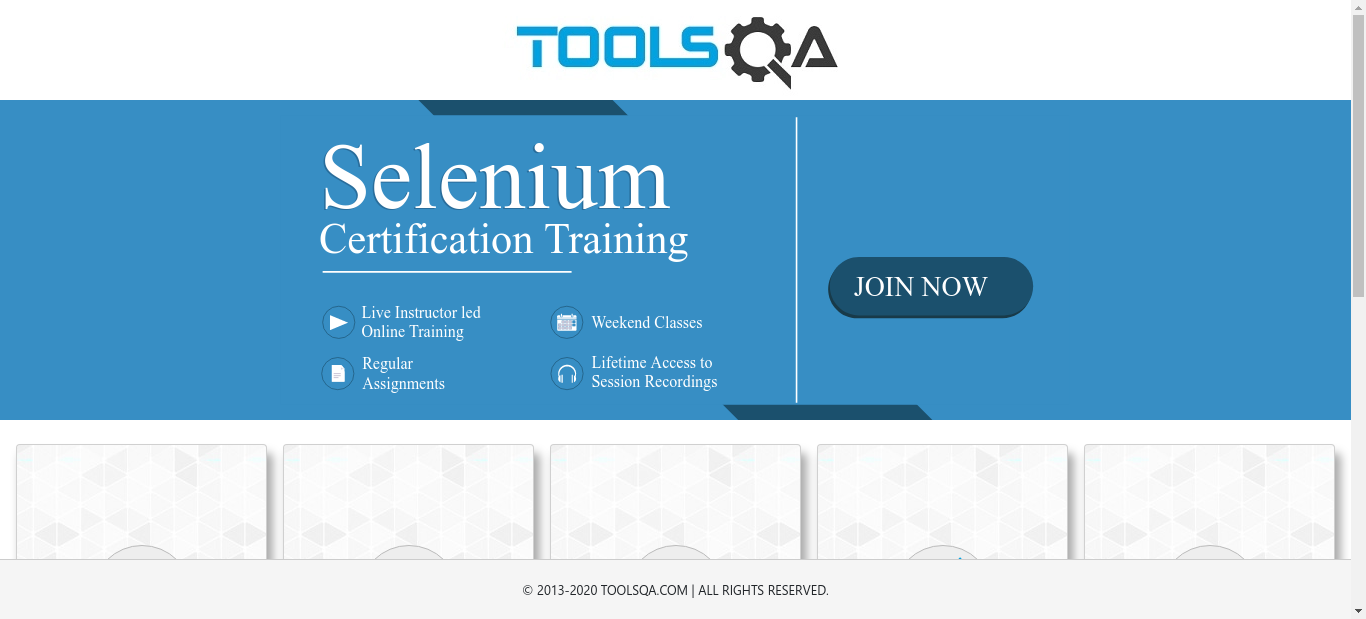 TOOLSQA
Selenium
Certification Training
JOIN NOW
Live Instructor led
Online Training
Weekend Classes
Regular
Assignments
Lifetime Access to
Session Recordings
© 2013-2020 TOOLSQA.COM | ALL RIGHTS RESERVED.